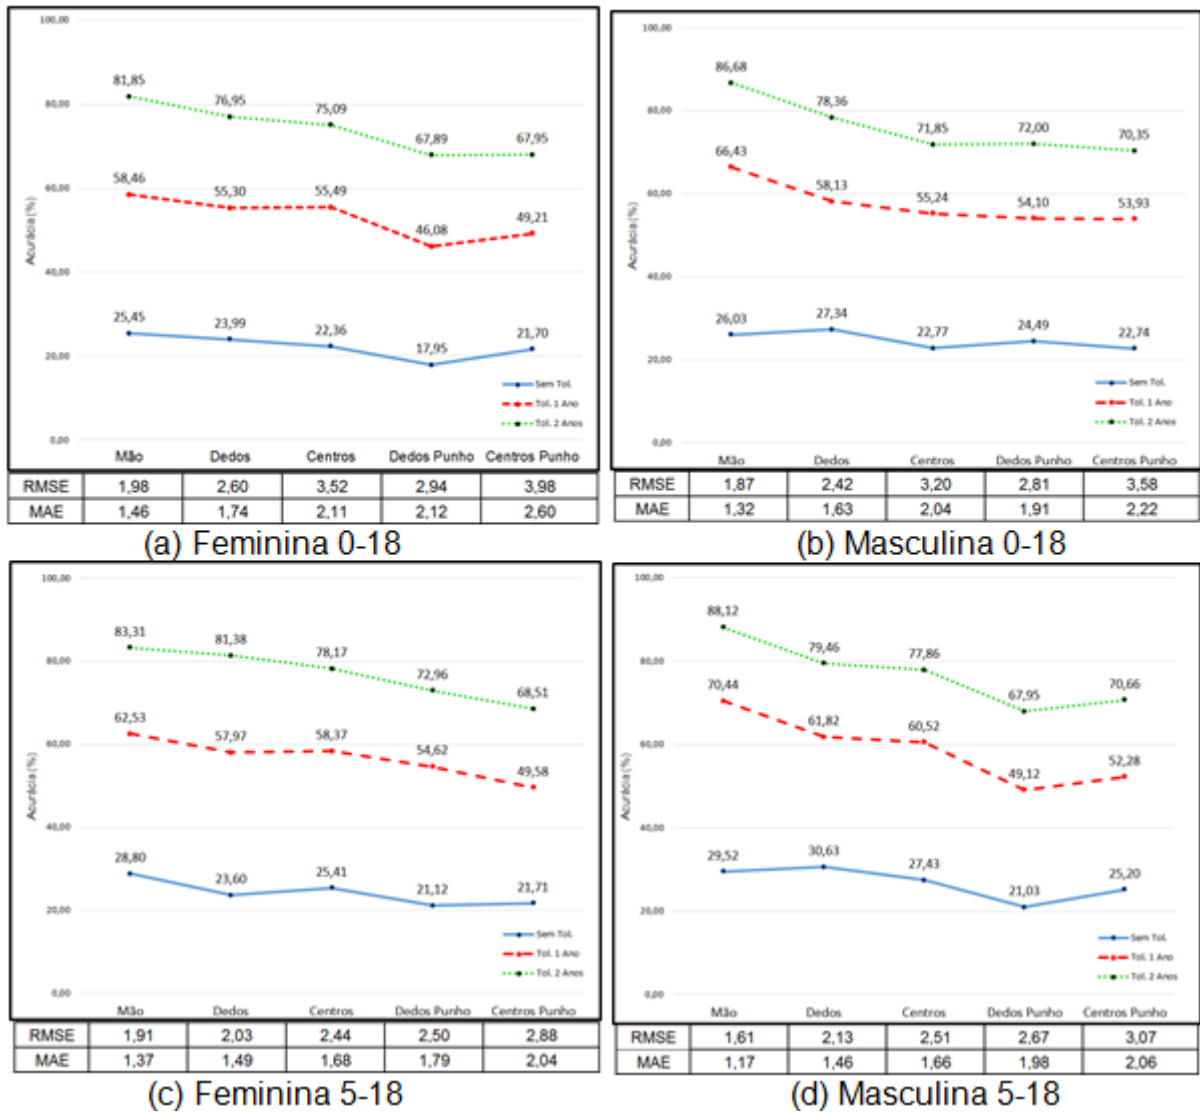 100,00
80,00
60,00
40,00
20,00
0,00
Acurácia (%)
81,85 76,95 75,09 67,89 67,95
58,46 55,30 55,49 46,08 49,21
25,45 23,99 22,36 17,95 21,70
Sem Tol.
Tol. 1 Ano
Tol. 2 Anos
Mão Dedos Centros Dedos Punho Centros Punho
RMSE 1,98 2,60 3,52 2,94 3,98
MAE 1,46 1,74 2,11 2,12 2,60
(a) Feminina 0-18
100,00
80,00
60,00
40,00
20,00
0,00
Acurácia (%)
86,68 78,36 71,85 72,00 70,35
66,43 58,13 55,24 54,10 53,93
26,03 27,34 22,77 24,49 22,74
Sem Tol.
Tol. 1 Ano
Tol. 2 Anos
Mão Dedos Centros Dedos Punho Centros Punho
RMSE 1,87 2,42 3,20 2,81 3,58
MAE 1,32 1,63 2,04 1,91 2,22
(b) Masculina 0-18
100,00
80,00
60,00
40,00
20,00
0,00
Acurácia (%)
83,31 81,38 78,17 72,96 68,51
62,53 57,97 58,37 54,62 49,58
28,80 23,60 25,41 21,12 21,71
Sem Tol.
Tol. 1 Ano
Tol. 2 Anos
Mão Dedos Centros Dedos Punho Centros Punho
RMSE 1,91 2,03 2,44 2,50 2,88
MAE 1,37 1,49 1,68 1,79 2,04
(c) Feminina 5-18
100,00
80,00
60,00
40,00
20,00
0,00
Acurácia (%)
88,12 79,46 77,86 67,95 70,66
70,44 61,82 60,52 49,12 52,28
29,52 30,63 27,43 21,03 25,20
Sem Tol.
Tol. 1 Ano
Tol. 2 Anos
Mão Dedos Centros Dedos Punho Centros Punho
RMSE 1,61 2,13 2,51 2,67 3,07
MAE 1,17 1,46 1,66 1,98 2,06
(d) Masculina 5-18